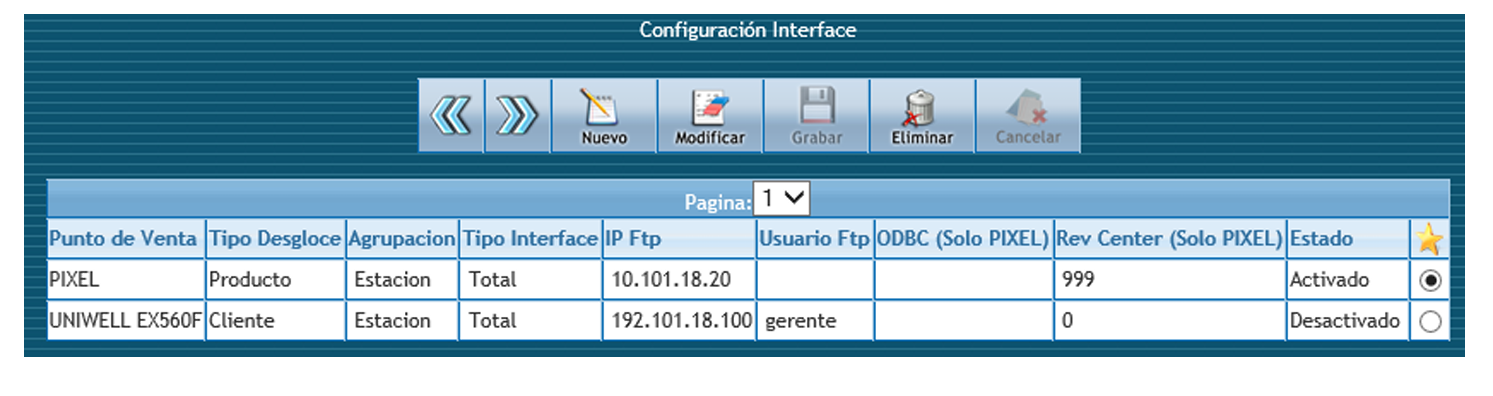 Configuración Interface
Nuevo Modificar Grabar Eliminar Cancelar
Pagina: 1
Punto de Venta Tipo Desgloce Agrupacion Tipo Interface IP Ftp Usuario Ftp ODBC (Solo PIXEL) Rev Center (Solo PIXEL) Estado
PIXEL Producto Estacion Total 10.101.18.20 999 Activado
UNIWELL EX560F Cliente Estacion Total 192.101.18.100 gerente 0 Desactivado